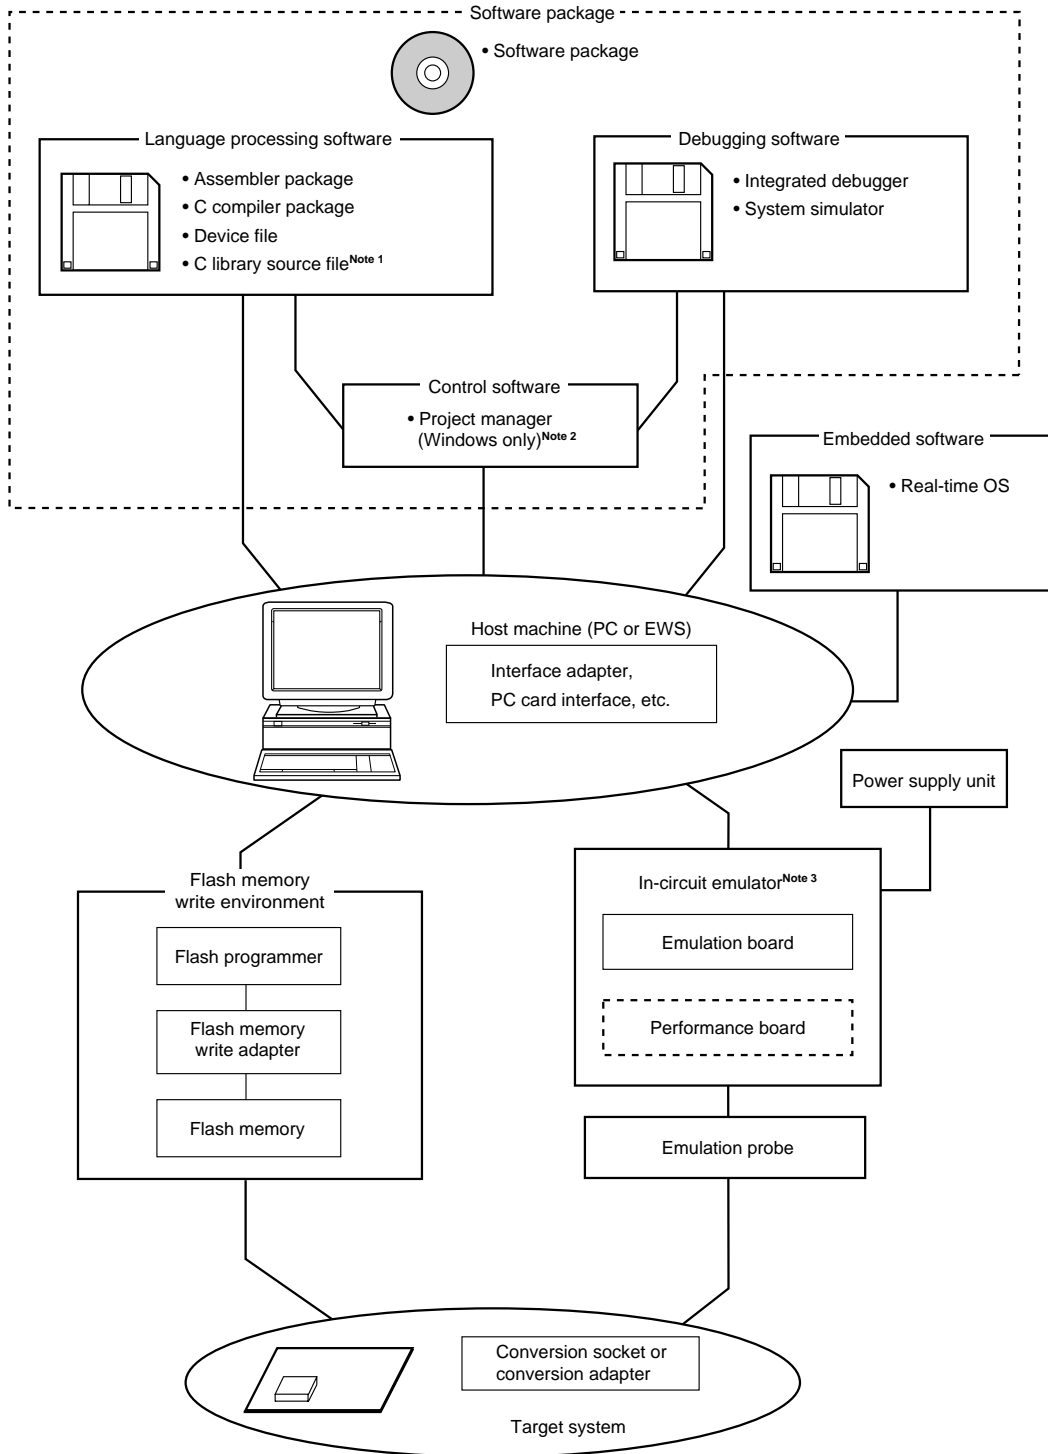 Software package
• Software package
Language processing software
• Assembler package
• C compiler package
• Device file
• C library source fileNote 1
Debugging software
• Integrated debugger
• System simulator
Control software
• Project manager
(Windows only)Note 2
Embedded software
• Real-time OS
Host machine (PC or EWS)
Interface adapter,
PC card interface, etc.
Power supply unit
Flash memory
write environment
Flash programmer
Flash memory
write adapter
Flash memory
In-circuit emulatorNote 3
Emulation board
Performance board
Emulation probe
Conversion socket or
conversion adapter
Target system